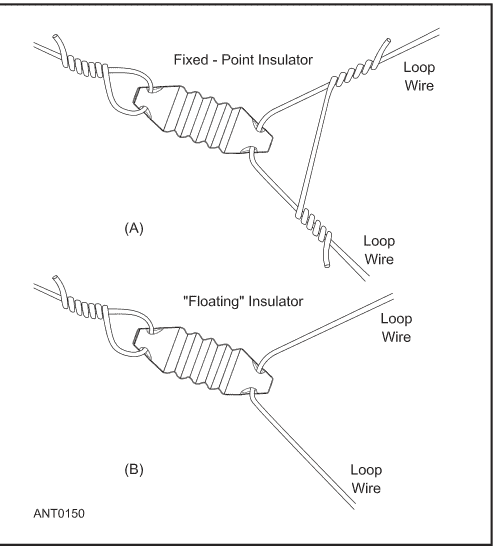 Fixed - Point Insulator
Loop
Wire
(A)
Loop
Wire
"Floating" Insulator
Loop
Wire
(B)
Loop
Wire
ANT0150